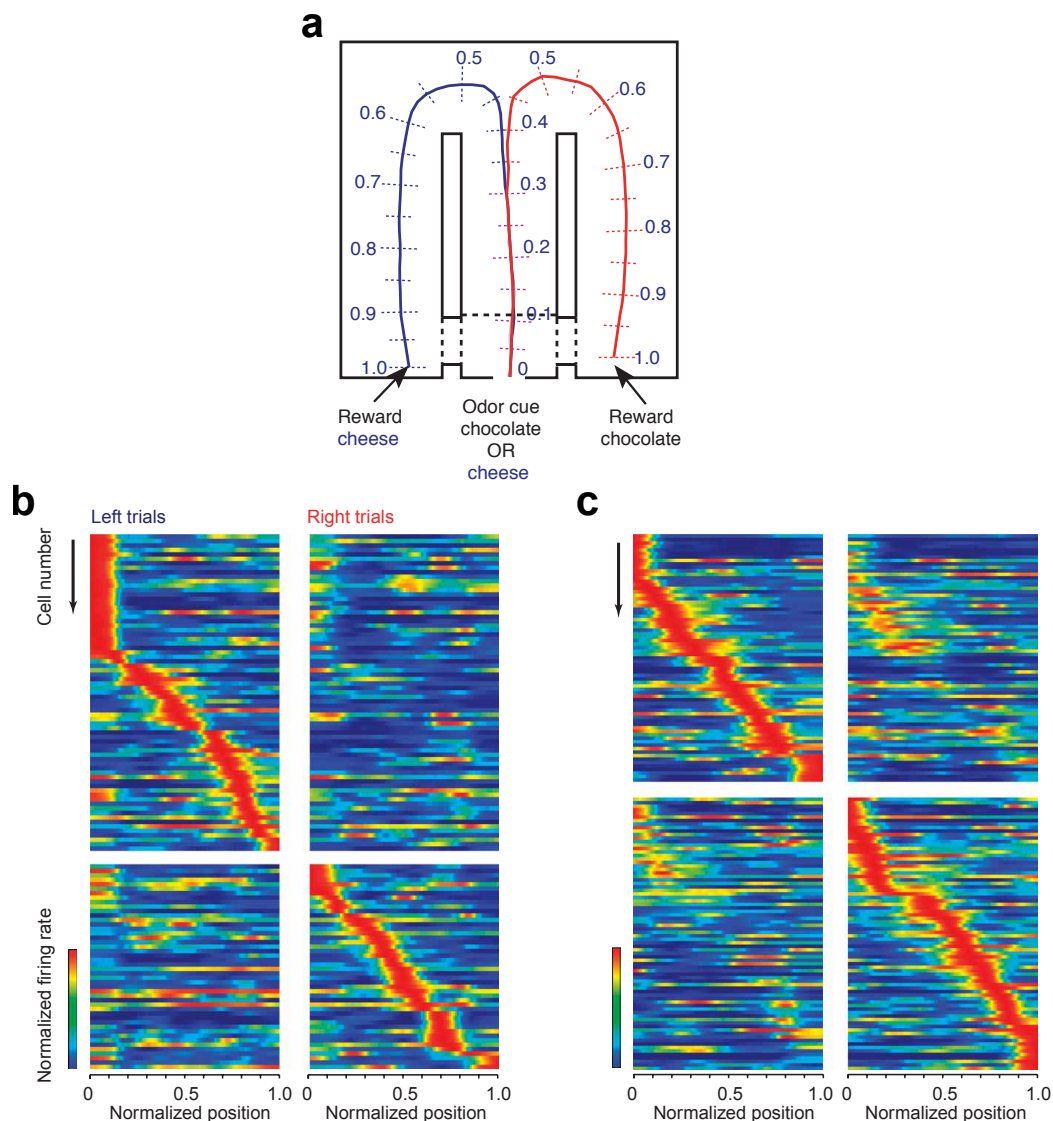 a
0.5
0.5
0.6
0.6
0.4
0.7
0.3
0.7
0.8
0.2
0.8
0.9
0.1
0.9
1.0
0
1.0
Reward
cheese
Odor cue
chocolate
OR
cheese
Reward
chocolate
b
Left trials
Right trials
c
Cell number
Normalized firing rate
0 0.5 1.0
0 0.5 1.0
0 0.5 1.0
0 0.5 1.0
Normalized position
Normalized position
Normalized position
Normalized position